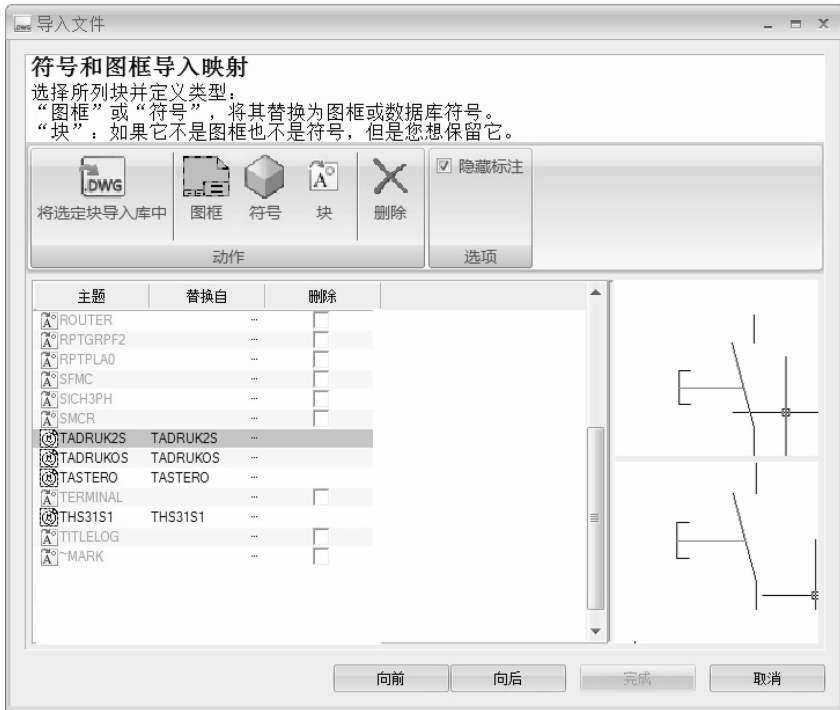 导入文件
符号和图框导入映射
选择所列块并定义类型：
“图框”或“符号”，将其替换为图框或数据库符号。
“块”：如果它不是图框也不是符号，但是您想保留它。
.DWG
将选定块导入库中 图框 符号 块 删除
隐藏标注
动作 选项
主题 替换自 删除
ROUTER ...
RPTGRPF2 ...
RPTPLA0 ...
SFMC ...
SICH3PH ...
SMCR ...
TADRUK2S TADRUK2S ...
TADRUKOS TADRUKOS ...
TASTERO TASTERO ...
TERMINAL ...
THS31S1 THS31S1 ...
TITLELOG ...
~MARK ...
向前 向后 完成 取消